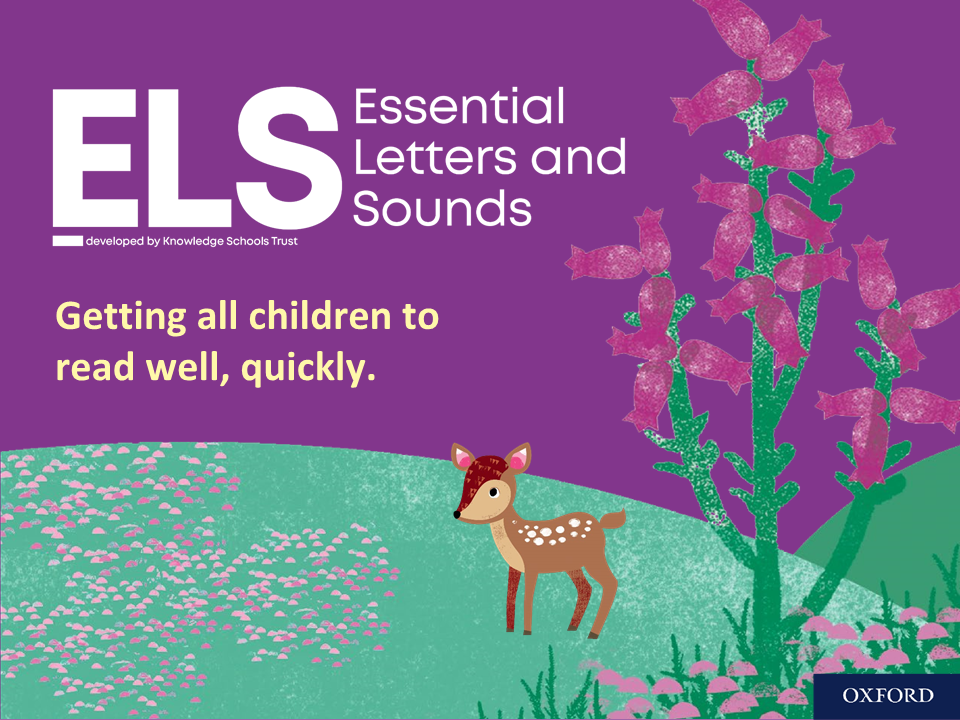 ELS
Essential
Letters and
Sounds
developed by Knowledge Schools Trust
Getting all children to
read well, quickly.
OXFORD